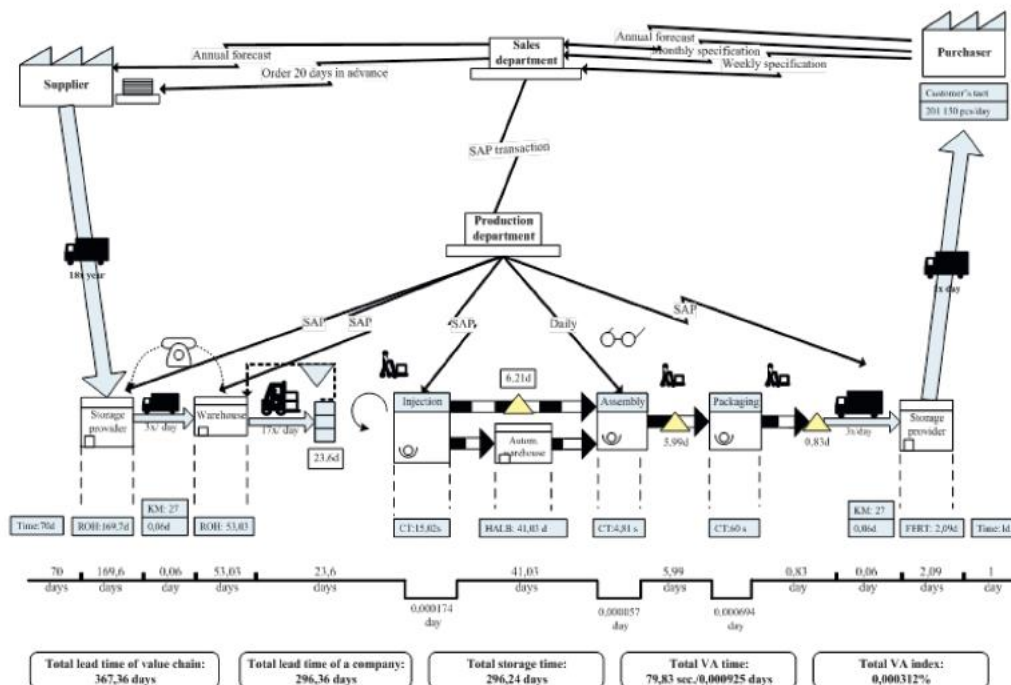 Annual forecast
Order 20 days in advance
Sales
department
Annual forecast
Monthly specification
Weekly specification
Purchaser
Supplier
Customer's tact
201 130 pcs/day
SAP transaction
Production
department
18x year
1x day
SAP
SAP
SAP
Daily
SAP
Storage
provider
3x/ day
Warehouse
17x/ day
23,6d
Injection
6,21d
Autom.
warehouse
Assembly
5,99d
Packaging
0,83d
3x/day
Storage
provider
Time:70d
ROH:169,7d
KM: 27
0,06d
ROH: 53,03
CT:15,02s
HALB: 41,03 d
CT:4,81 s
CT:60 s
KM: 27
0,06d
FERT: 2,09d
Time:1d
70
days
169,6
days
0,06
day
53,03
days
23,6
days
0,000174
day
41,03
days
0,000057
day
5,99
days
0,000694
day
0,83
days
0,06
day
2,09
days
1
day
Total lead time of value chain:
367,36 days
Total lead time of a company:
296,36 days
Total storage time:
296,24 days
Total VA time:
79,83 sec./0,000925 days
Total VA index:
0,000312%